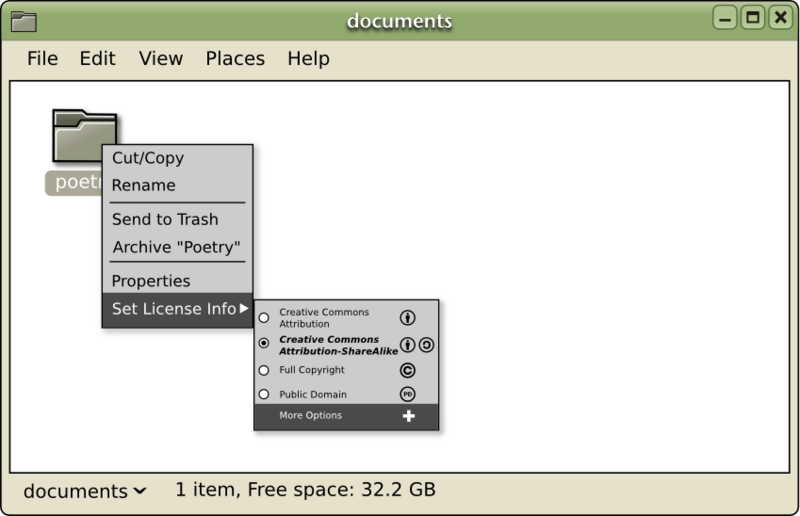 documents
File Edit View Places Help
poetr
Cut/Copy
Rename
Send to Trash
Archive "Poetry"
Properties
Set License Info
Creative Commons
Attribution
Creative Commons
Attribution-ShareAlike
Full Copyright
Public Domain PD
More Options
documents 1 item, Free space: 32.2 GB